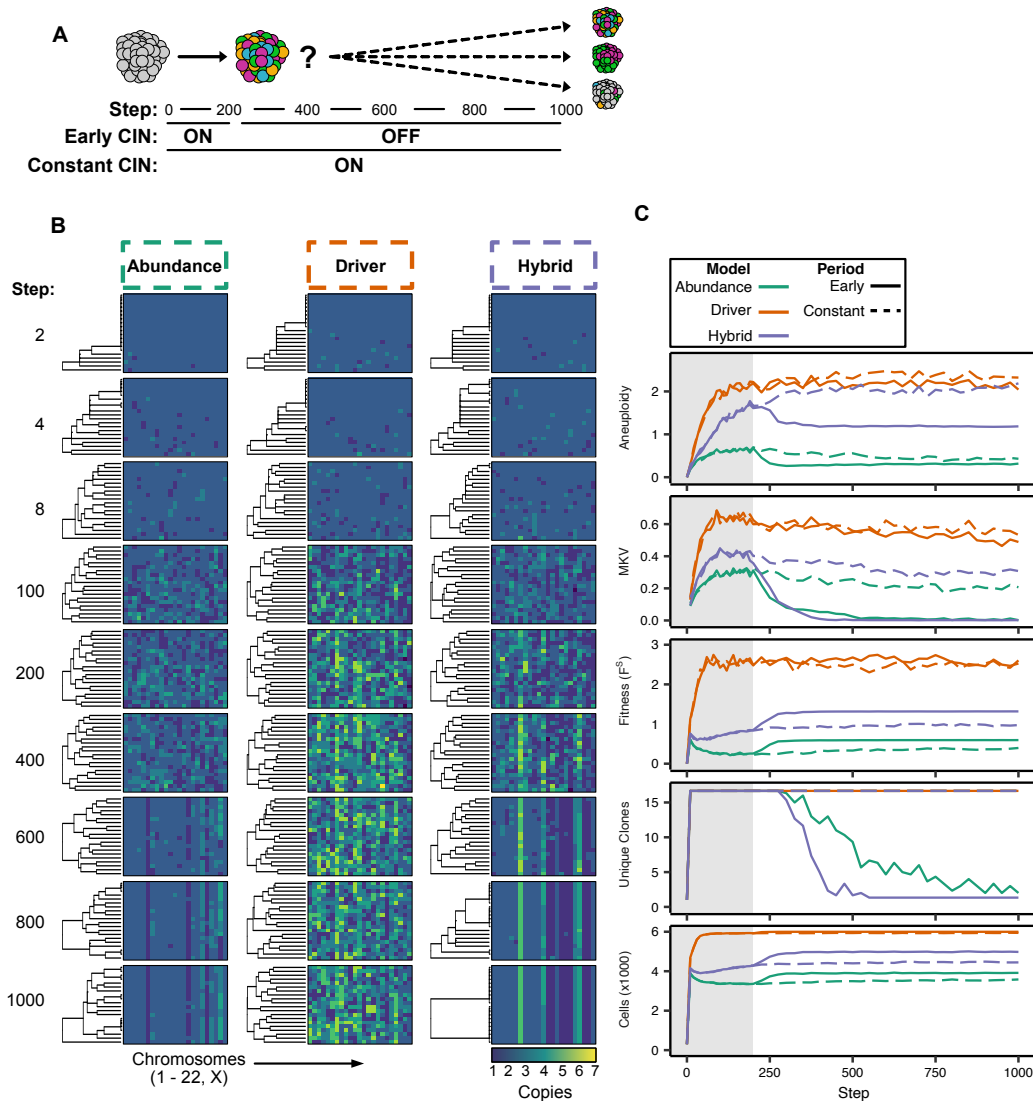 A
?
Step: 0 200 400 600 800 1000
Early CIN: ON OFF
Constant CIN: ON
B
Abundance Driver Hybrid
Step:
2
4
8
100
200
400
600
800
1000
Chromosomes
(1 - 22, X)
1 2 3 4 5 6 7
Copies
C
Model Period
Abundance Early
Driver Constant
Hybrid
Aneuploidy
2
1
0
MKV
0.6
0.4
0.2
0.0
Fitness (F^S)
3
2
1
0
Unique Clones
15
10
5
0
Cells (x1000)
6
4
2
0
0 250 500 750 1000
Step